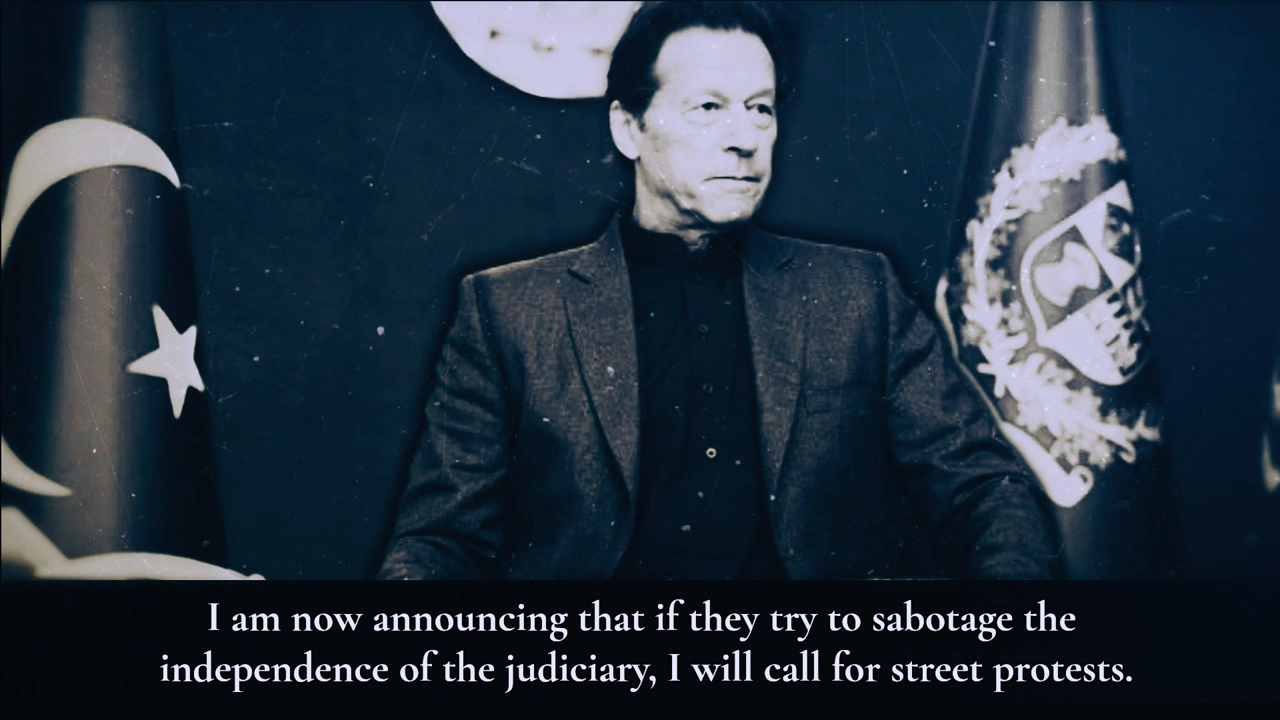 I am now announcing that if they try to sabotage the
independence of the judiciary, I will call for street protests.